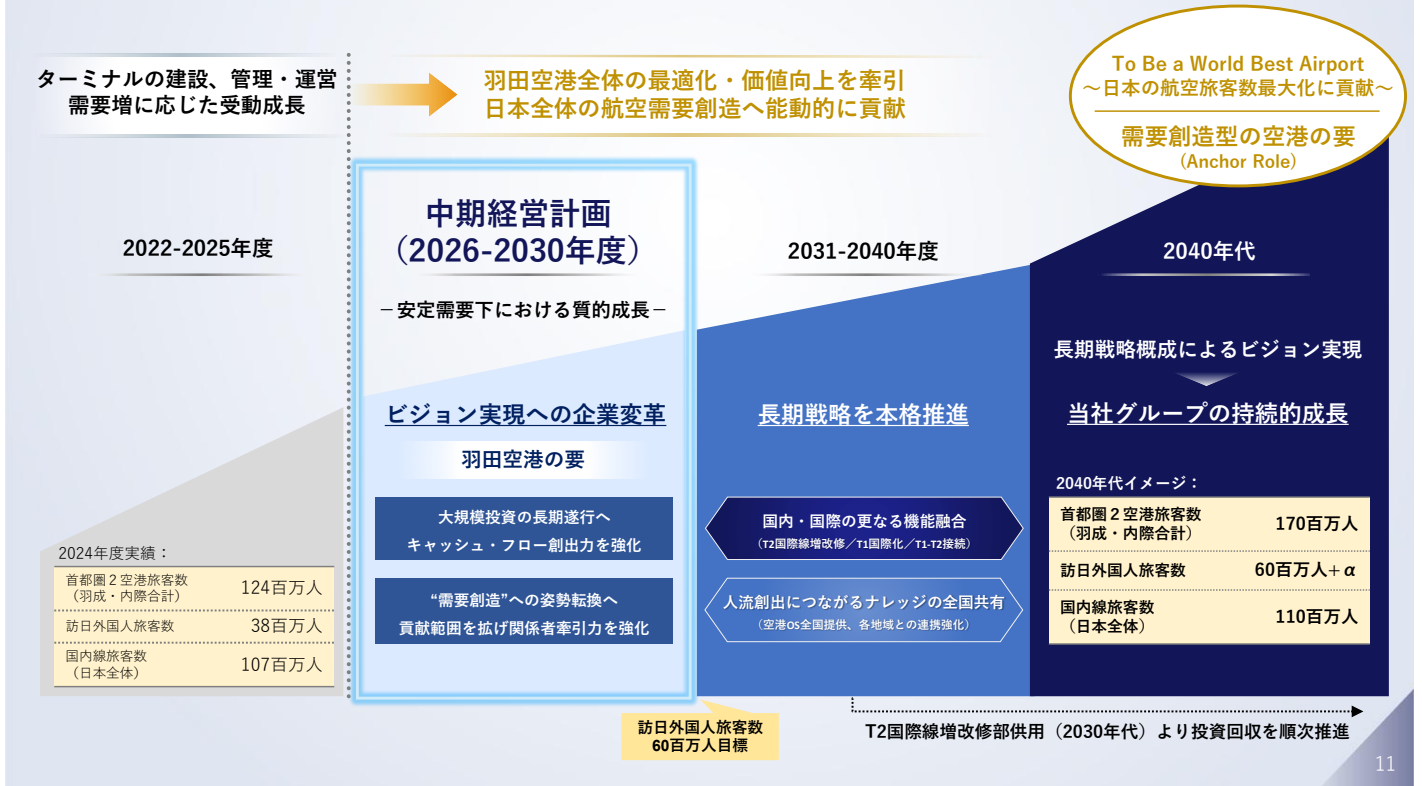 ターミナルの建設、管理・運営
需要増に応じた受動成長
羽田空港全体の最適化・価値向上を牽引
日本全体の航空需要創造へ能動的に貢献
To Be a World Best Airport
～日本の航空旅客数最大化に貢献～
需要創造型の空港の要
(Anchor Role)
2022-2025年度
2024年度実績：
首都圏２空港旅客数
（羽成・内際合計）
124百万人
訪日外国人旅客数
38百万人
国内線旅客数
（日本全体）
107百万人
中期経営計画
（2026-2030年度）
－安定需要下における質的成長－
ビジョン実現への企業変革
羽田空港の要
大規模投資の長期遂行へ
キャッシュ・フロー創出力を強化
“需要創造”への姿勢転換へ
貢献範囲を拡げ関係者牽引力を強化
訪日外国人旅客数
60百万人目標
2031-2040年度
長期戦略を本格推進
国内・国際の更なる機能融合
（T2国際線増改修／T1国際化／T1-T2接続）
人流創出につながるナレッジの全国共有
（空港OS全国提供、各地域との連携強化）
2040年代
長期戦略概成によるビジョン実現
当社グループの持続的成長
2040年代イメージ：
首都圏２空港旅客数
（羽成・内際合計）
170百万人
訪日外国人旅客数
60百万人+α
国内線旅客数
（日本全体）
110百万人
T2国際線増改修部供用（2030年代）より投資回収を順次推進
11